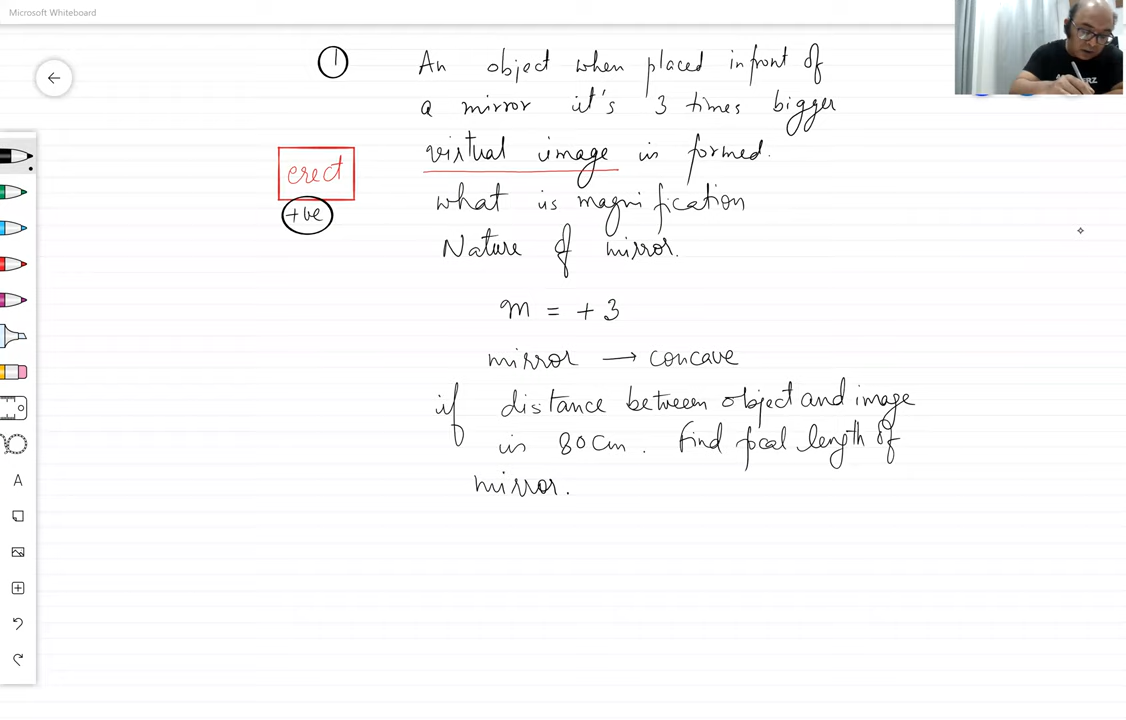 Microsoft Whiteboard
1 An object when placed infront of
a mirror it's 3 times bigger
virtual image is formed.
erect
+ve
what is magnification
Nature of mirror.
m = + 3
mirror → concave
if distance between object and image
is 80 cm. Find focal length of
mirror.
A